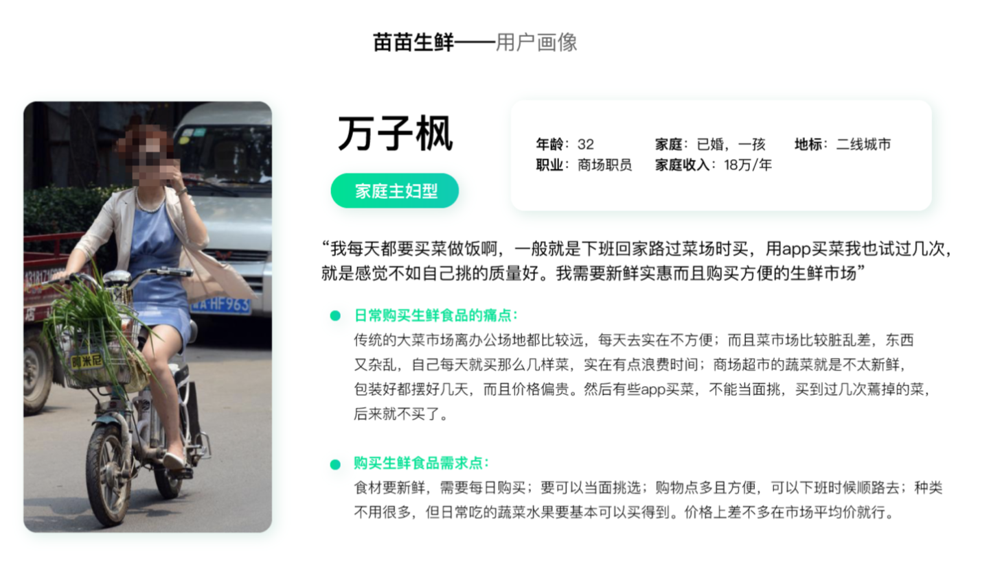 苗苗生鲜——用户画像
万子枫
家庭主妇型
年龄：32 家庭：已婚，一孩 地标：二线城市
职业：商场职员 家庭收入：18万/年
“我每天都要买菜做饭啊，一般就是下班回家路过菜场时买，用app买菜我也试过几次，
就是感觉不如自己挑的质量好。我需要新鲜实惠而且购买方便的生鲜市场”
日常购买生鲜食品的痛点：
传统的大菜市场离办公场地都比较远，每天去实在不方便；而且菜市场比较脏乱差，东西
又杂乱，自己每天就买那么几样菜，实在有点浪费时间；商场超市的蔬菜就是不太新鲜，
包装好都摆好几天，而且价格偏贵。然后有些app买菜，不能当面挑，买到过几次蔫掉的菜，
后来就不买了。
购买生鲜食品需求点：
食材要新鲜，需要每日购买；要可以当面挑选；购物点多且方便，可以下班时候顺路去；种类
不用很多，但日常吃的蔬菜水果要基本可以买得到。价格上差不多在市场平均价就行。
HF963
阿米尼
店